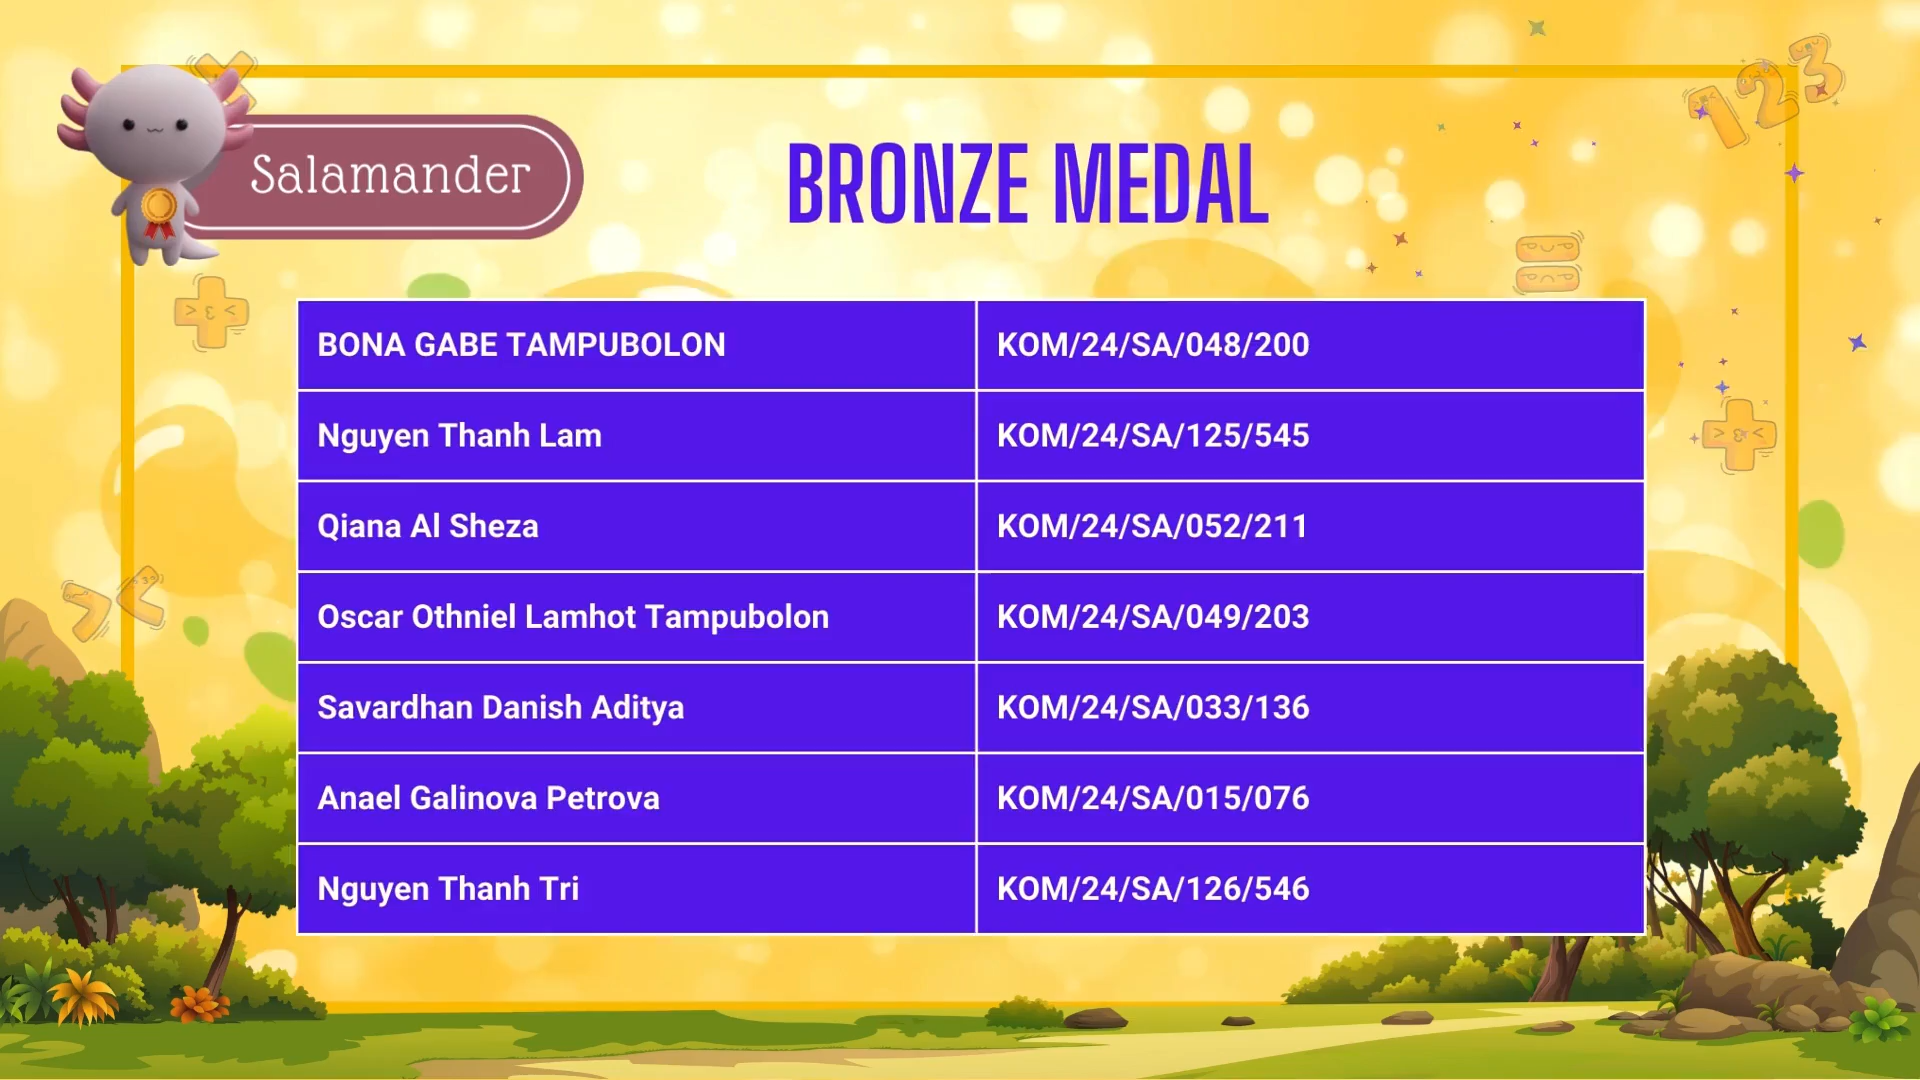 Salamander
BRONZE MEDAL
123
BONA GABE TAMPUBOLON KOM/24/SA/048/200
Nguyen Thanh Lam KOM/24/SA/125/545
Qiana Al Sheza KOM/24/SA/052/211
Oscar Othniel Lamhot Tampubolon KOM/24/SA/049/203
Savardhan Danish Aditya KOM/24/SA/033/136
Anael Galinova Petrova KOM/24/SA/015/076
Nguyen Thanh Tri KOM/24/SA/126/546